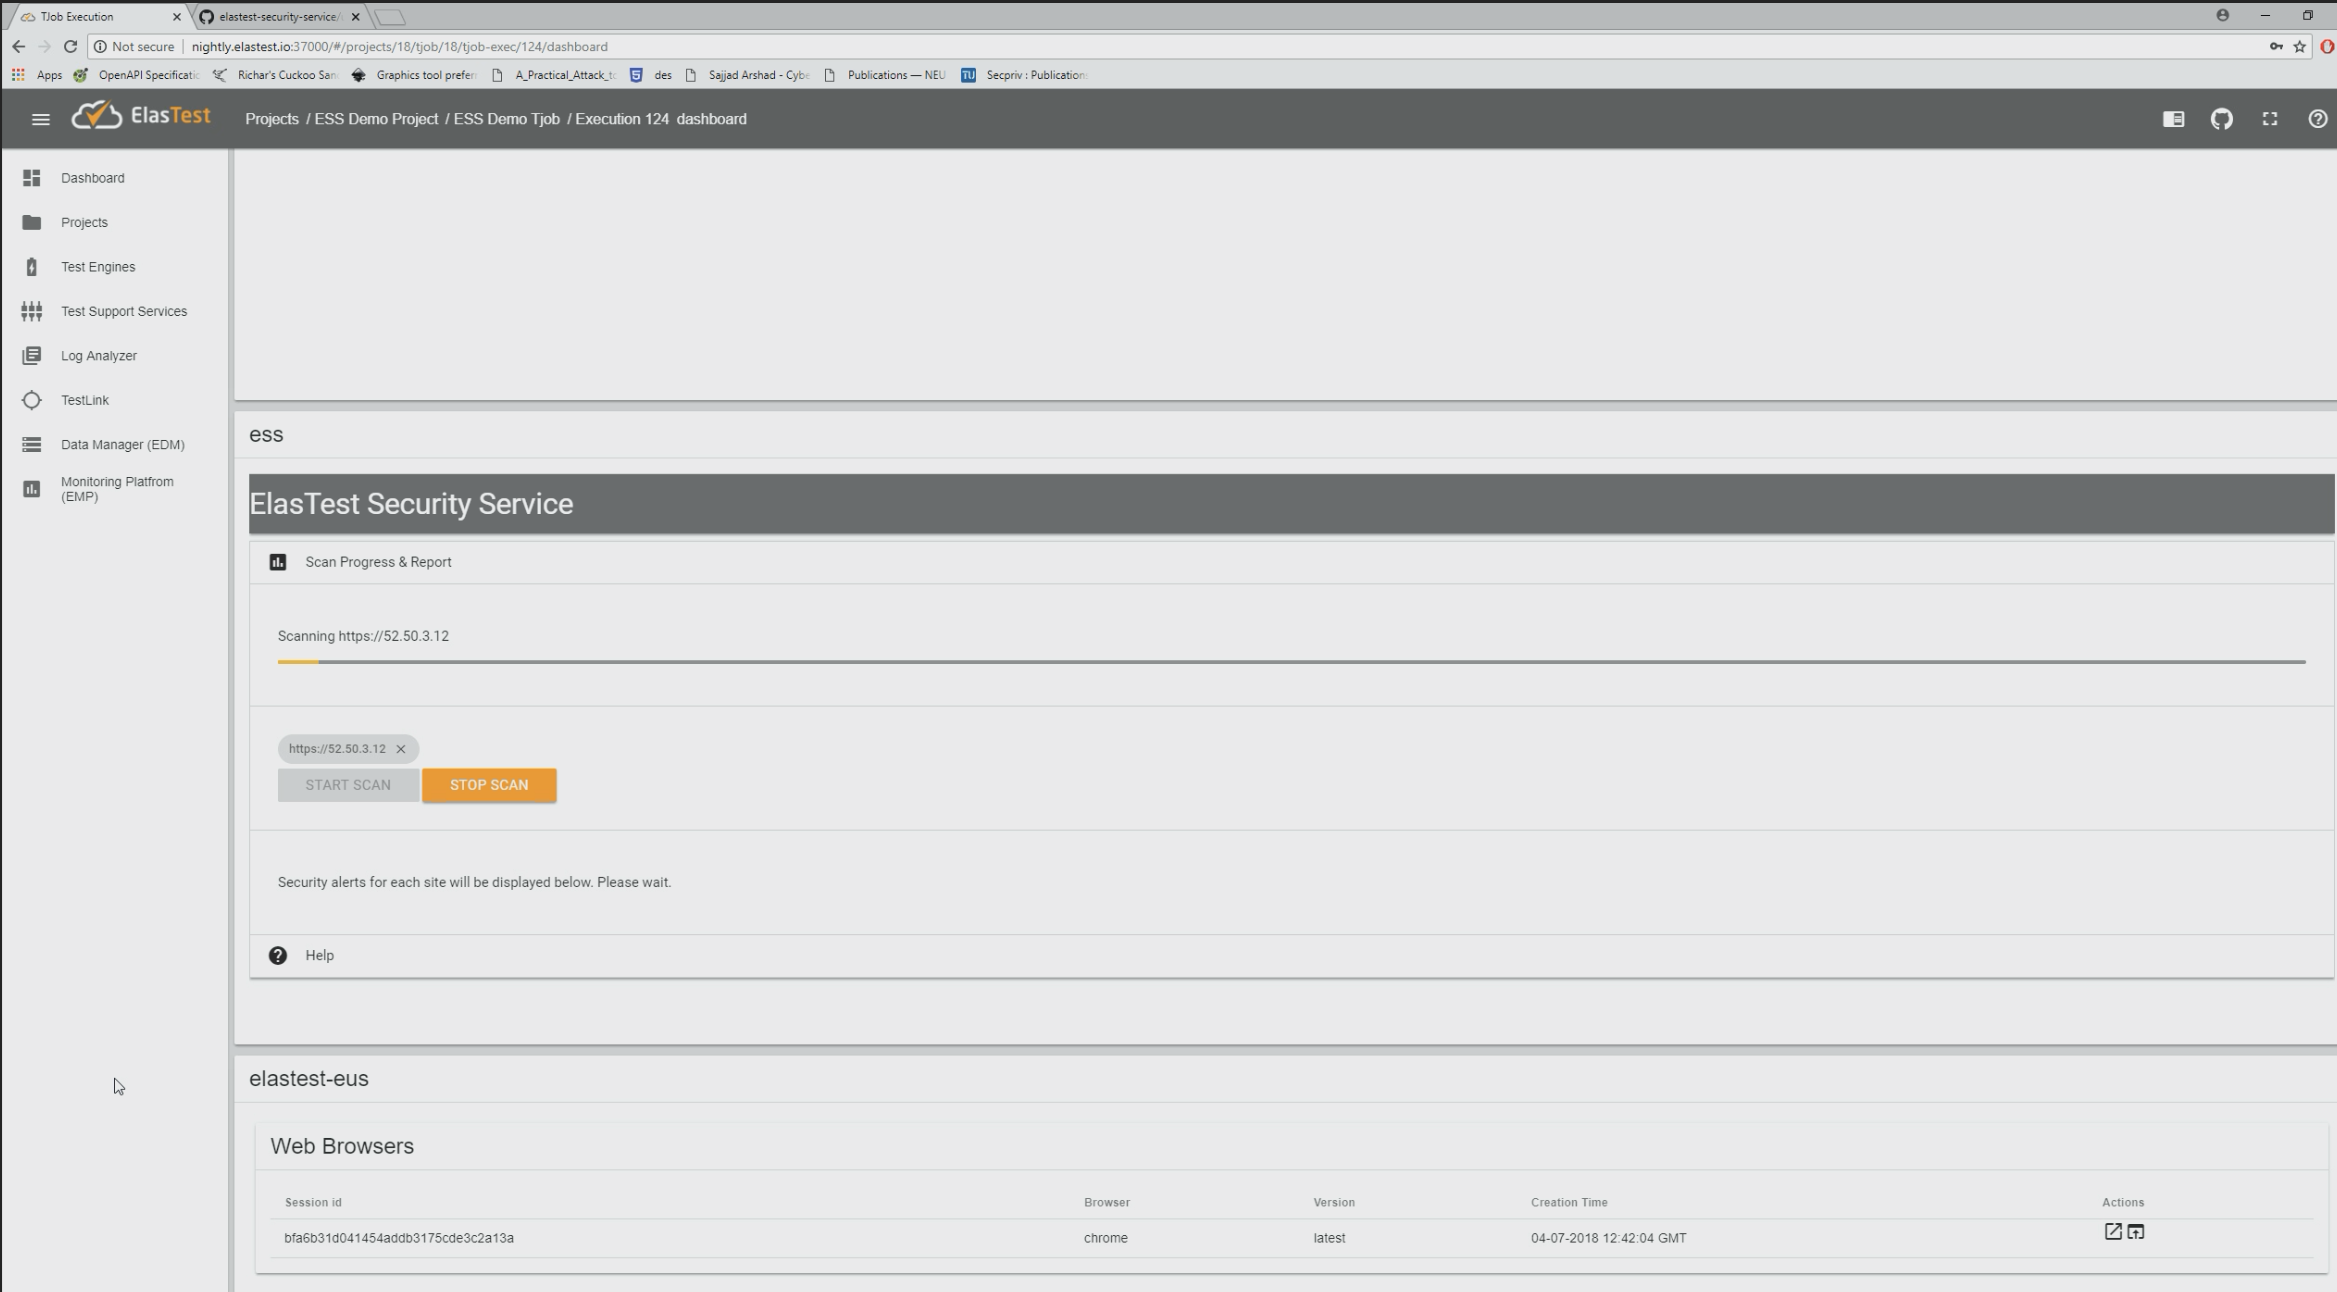 TJob Execution
elastest-security-service/
Not secure
nightly.elastest.io:37000/#/projects/18/tjob/18/tjob-exec/124/dashboard
Apps
OpenAPI Specificatic
Richar's Cuckoo San
Graphics tool prefer
A_Practical_Attack_to
des
Sajjad Arshad - Cybe
Publications — NEU
TU
Secpriv : Publication
ElasTest
Projects / ESS Demo Project / ESS Demo Tjob / Execution 124 dashboard
Dashboard
Projects
Test Engines
Test Support Services
Log Analyzer
TestLink
Data Manager (EDM)
Monitoring Platfrom
(EMP)
ess
ElasTest Security Service
Scan Progress & Report
Scanning https://52.50.3.12
https://52.50.3.12
START SCAN STOP SCAN
Security alerts for each site will be displayed below. Please wait.
Help
elastest-eus
Web Browsers
Session id Browser Version Creation Time Actions
bfa6b31d041454addb3175cde3c2a13a chrome latest 04-07-2018 12:42:04 GMT